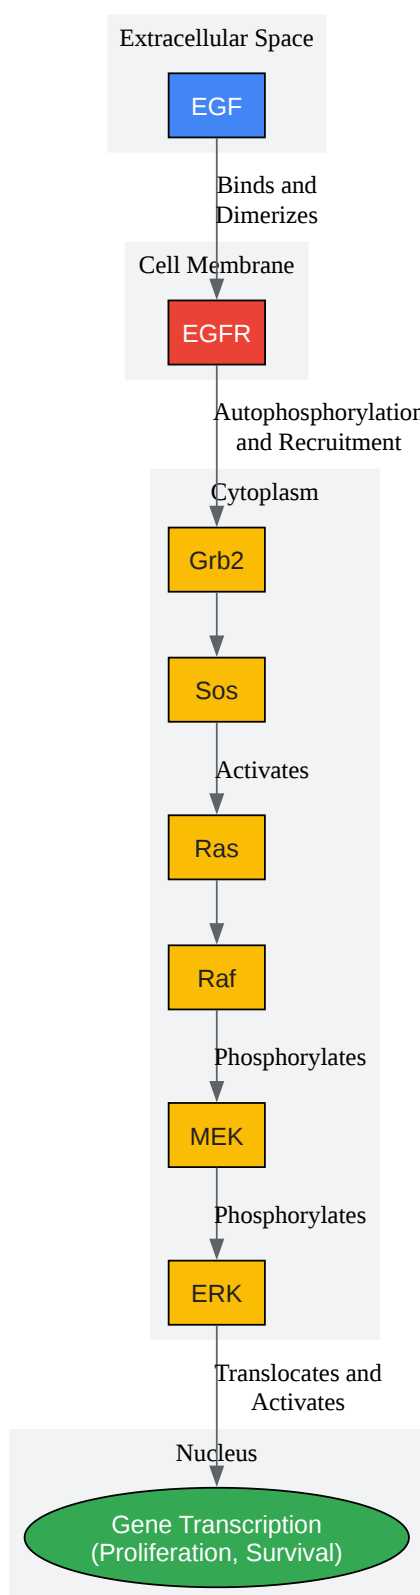 Extracellular Space
EGF
Binds and
Dimerizes
Cell Membrane
EGFR
Autophosphorylation
and Recruitment
Cytoplasm
Grb2
Sos
Activates
Ras
Raf
Phosphorylates
MEK
Phosphorylates
ERK
Translocates and
Activates
Nucleus
Gene Transcription
(Proliferation, Survival)